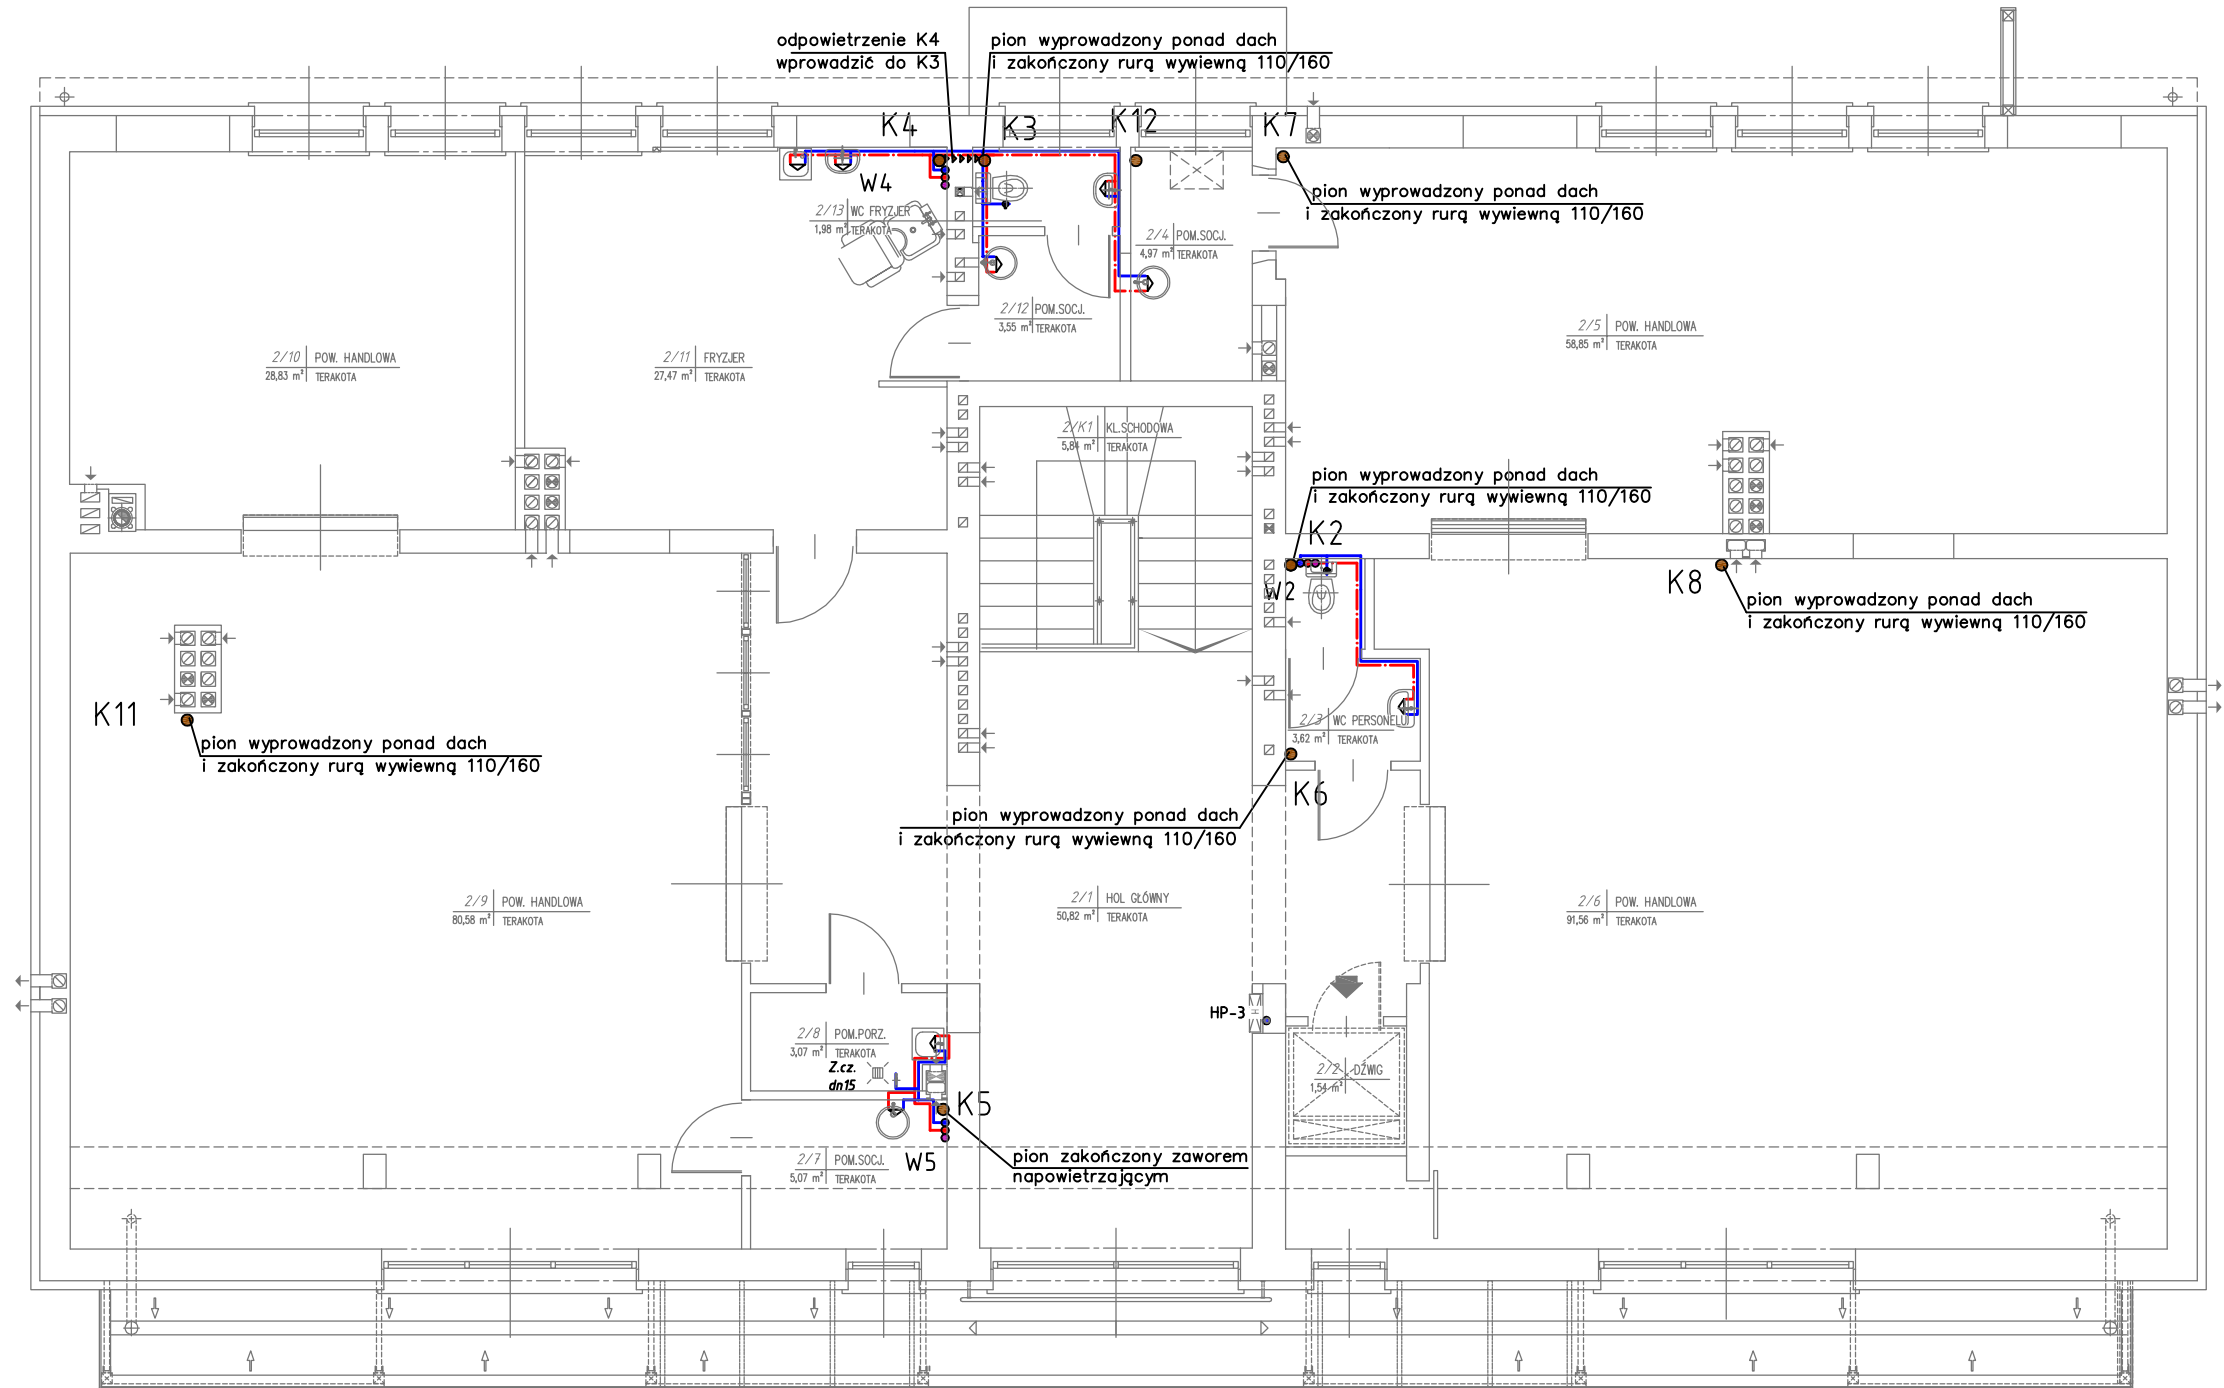 odpowietrzenie K4
wprowadzić do K3
pion wyprowadzony ponad dach
i zakończony rurą wywiewną 110/160
K4
K3
K12
K7
W4
pion wyprowadzony ponad dach
i zakończony rurą wywiewną 110/160
2/13 WC FRYZJER
1,98 m² TERAKOTA
2/4 POM.SOCJ.
4,97 m² TERAKOTA
2/12 POM.SOCJ.
3,55 m² TERAKOTA
2/5 POW. HANDLOWA
58,85 m² TERAKOTA
2/10 POW. HANDLOWA
28,83 m² TERAKOTA
2/11 FRYZJER
27,47 m² TERAKOTA
2/K1 KL.SCHODOWA
5,84 m² TERAKOTA
pion wyprowadzony ponad dach
i zakończony rurą wywiewną 110/160
K2
W2
K8
pion wyprowadzony ponad dach
i zakończony rurą wywiewną 110/160
K11
pion wyprowadzony ponad dach
i zakończony rurą wywiewną 110/160
2/3 WC PERSONELU
3,62 m² TERAKOTA
K6
pion wyprowadzony ponad dach
i zakończony rurą wywiewną 110/160
2/9 POW. HANDLOWA
80,58 m² TERAKOTA
2/1 HOL GŁÓWNY
50,82 m² TERAKOTA
2/6 POW. HANDLOWA
91,56 m² TERAKOTA
HP-3
2/8 POM.PORZ.
3,07 m² TERAKOTA
Z.cz.
dn15
2/2 DŹWIG
1,54 m²
K5
W5
2/7 POM.SOCJ.
5,07 m² TERAKOTA
pion zakończony zaworem
napowietrzającym